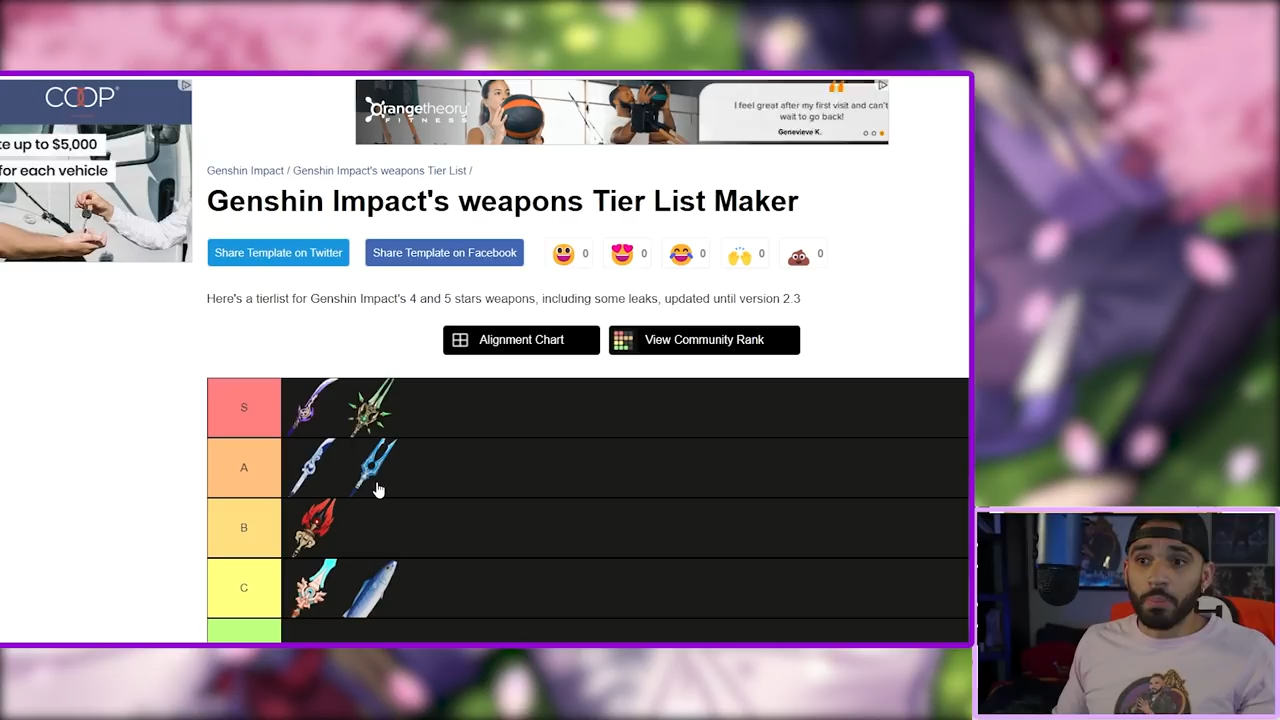 COOP
te up to $5,000
for each vehicle
Orangetheory
FITNESS
I feel great after my first visit and can't
wait to go back!
Genevieve K.
Genshin Impact / Genshin Impact's weapons Tier List /
Genshin Impact's weapons Tier List Maker
Share Template on Twitter
Share Template on Facebook
0
0
0
0
0
Here's a tierlist for Genshin Impact's 4 and 5 stars weapons, including some leaks, updated until version 2.3
Alignment Chart
View Community Rank
S
A
B
C